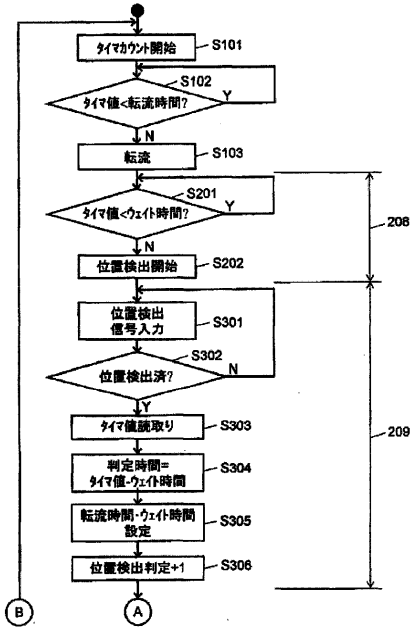 タイマカウント開始
S101
S102
タイマ値<転流時間?
Y
N
転流
S103
S201
タイマ値<ウェイト時間?
Y
N
208
位置検出開始
S202
位置検出
信号入力
S301
S302
位置検出済?
N
Y
209
タイマ値読取り
S303
判定時間=
タイマ値-ウェイト時間
S304
転流時間・ウェイト時間
設定
S305
位置検出判定+1
S306
B
A